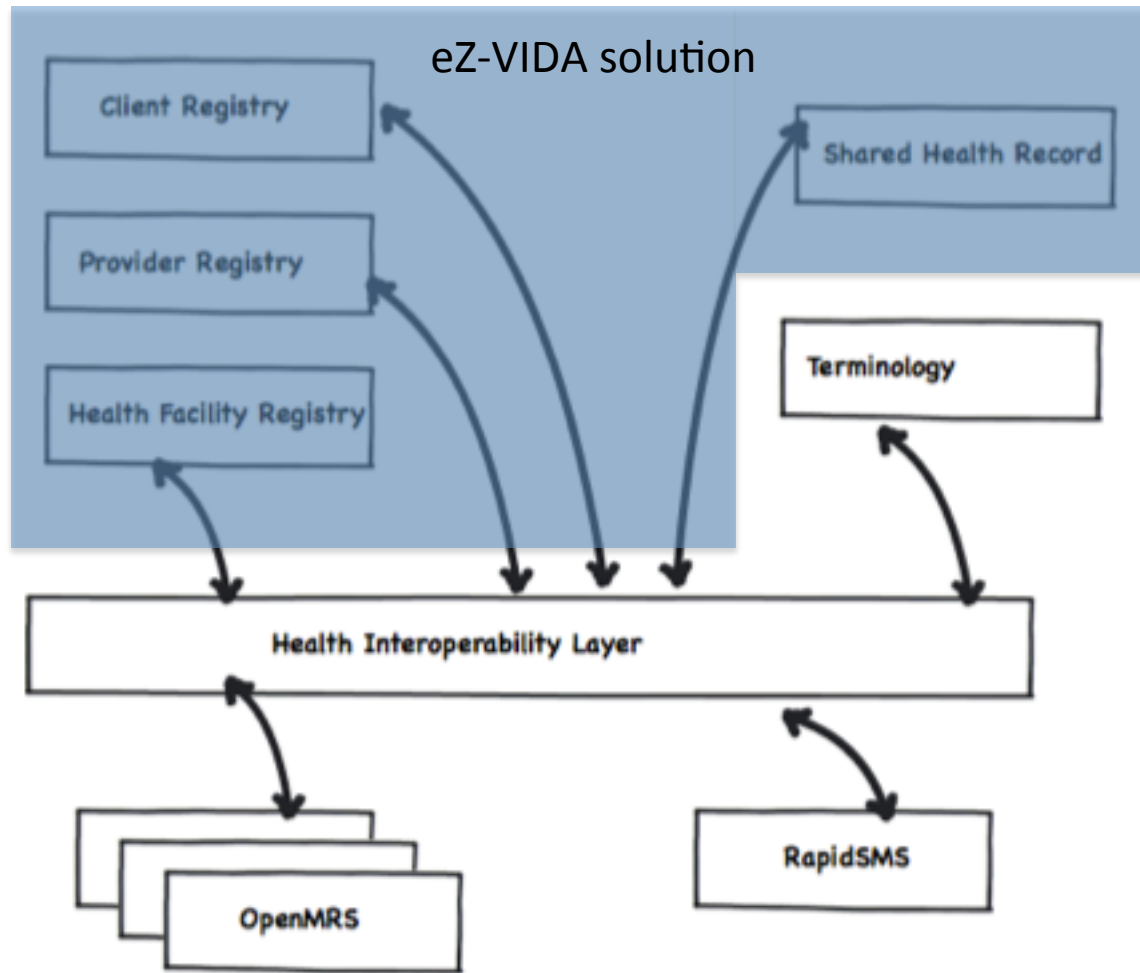 eZ-VIDA solution
Client Registry
Shared Health Record
Provider Registry
Terminology
Health Facility Registry
Health Interoperability Layer
RapidSMS
OpenMRS